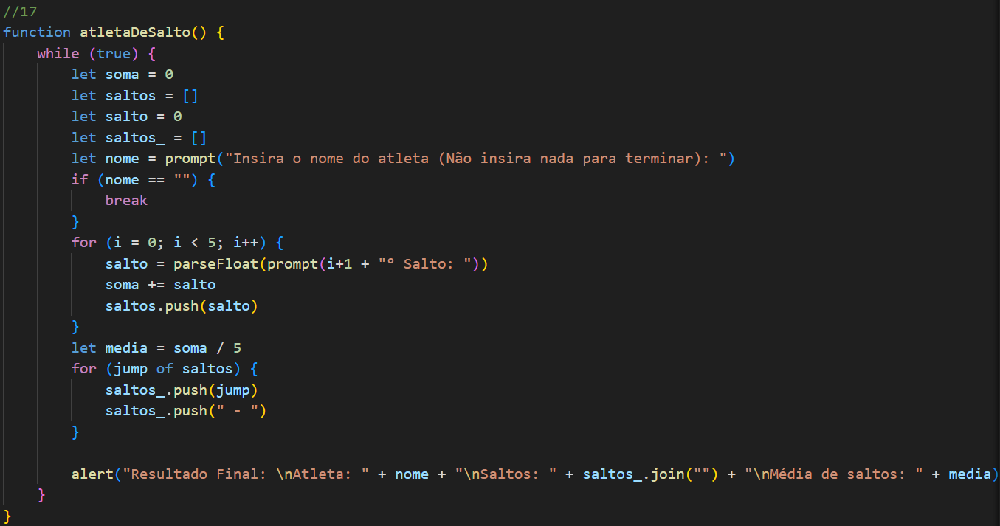 //17
function atletaDeSalto() {
    while (true) {
        let soma = 0
        let saltos = []
        let salto = 0
        let saltos_ = []
        let nome = prompt("Insira o nome do atleta (Não insira nada para terminar): ")
        if (nome == "") {
            break
        }
        for (i = 0; i < 5; i++) {
            salto = parseFloat(prompt(i+1 + "° Salto: "))
            soma += salto
            saltos.push(salto)
        }
        let media = soma / 5
        for (jump of saltos) {
            saltos_.push(jump)
            saltos_.push(" - ")
        }

        alert("Resultado Final: \nAtleta: " + nome + "\nSaltos: " + saltos_.join("") + "\nMédia de saltos: " + media)
    }
}